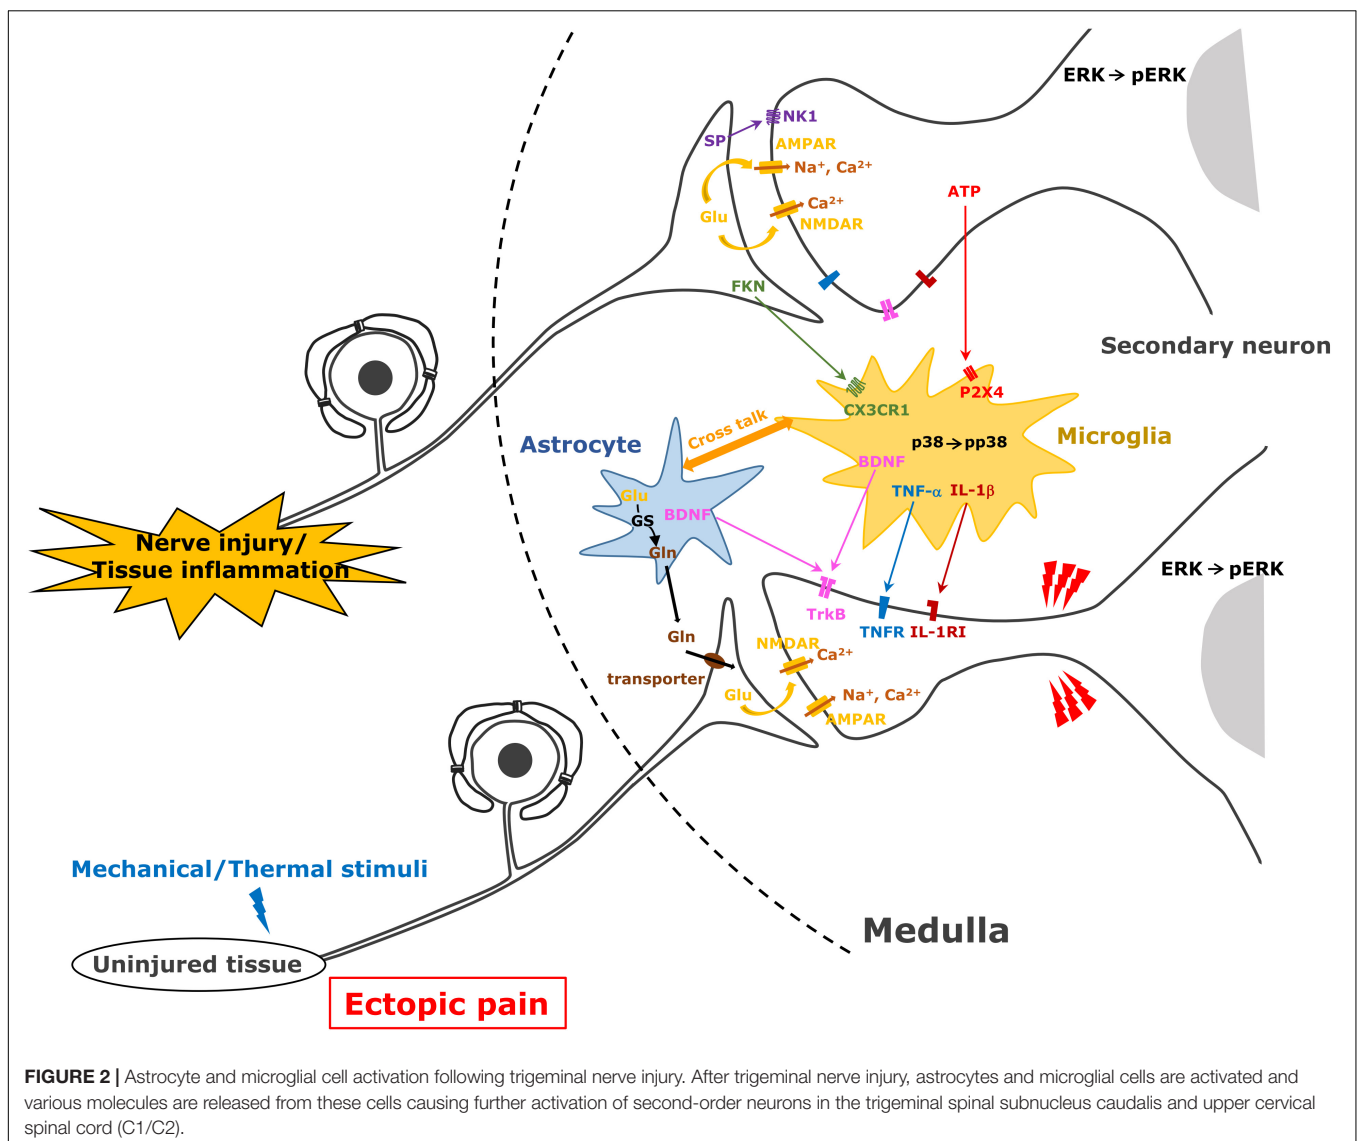 ERK → pERK
NK1
SP
AMPAR
Na⁺, Ca²⁺
ATP
Ca²⁺
Glu
NMDAR
FKN
Secondary neuron
P2X4
CX3CR1
Cross talk
Astrocyte
p38 → pp38
Microglia
BDNF
TNF-α
IL-1β
Glu
GS
BDNF
Gln
Nerve injury/
Tissue inflammation
ERK → pERK
TrkB
TNFR
IL-1RI
Gln
NMDAR
Ca²⁺
transporter
Glu
Na⁺, Ca²⁺
AMPAR
Mechanical/Thermal stimuli
Medulla
Uninjured tissue
Ectopic pain
FIGURE 2 | Astrocyte and microglial cell activation following trigeminal nerve injury. After trigeminal nerve injury, astrocytes and microglial cells are activated and
various molecules are released from these cells causing further activation of second-order neurons in the trigeminal spinal subnucleus caudalis and upper cervical
spinal cord (C1/C2).